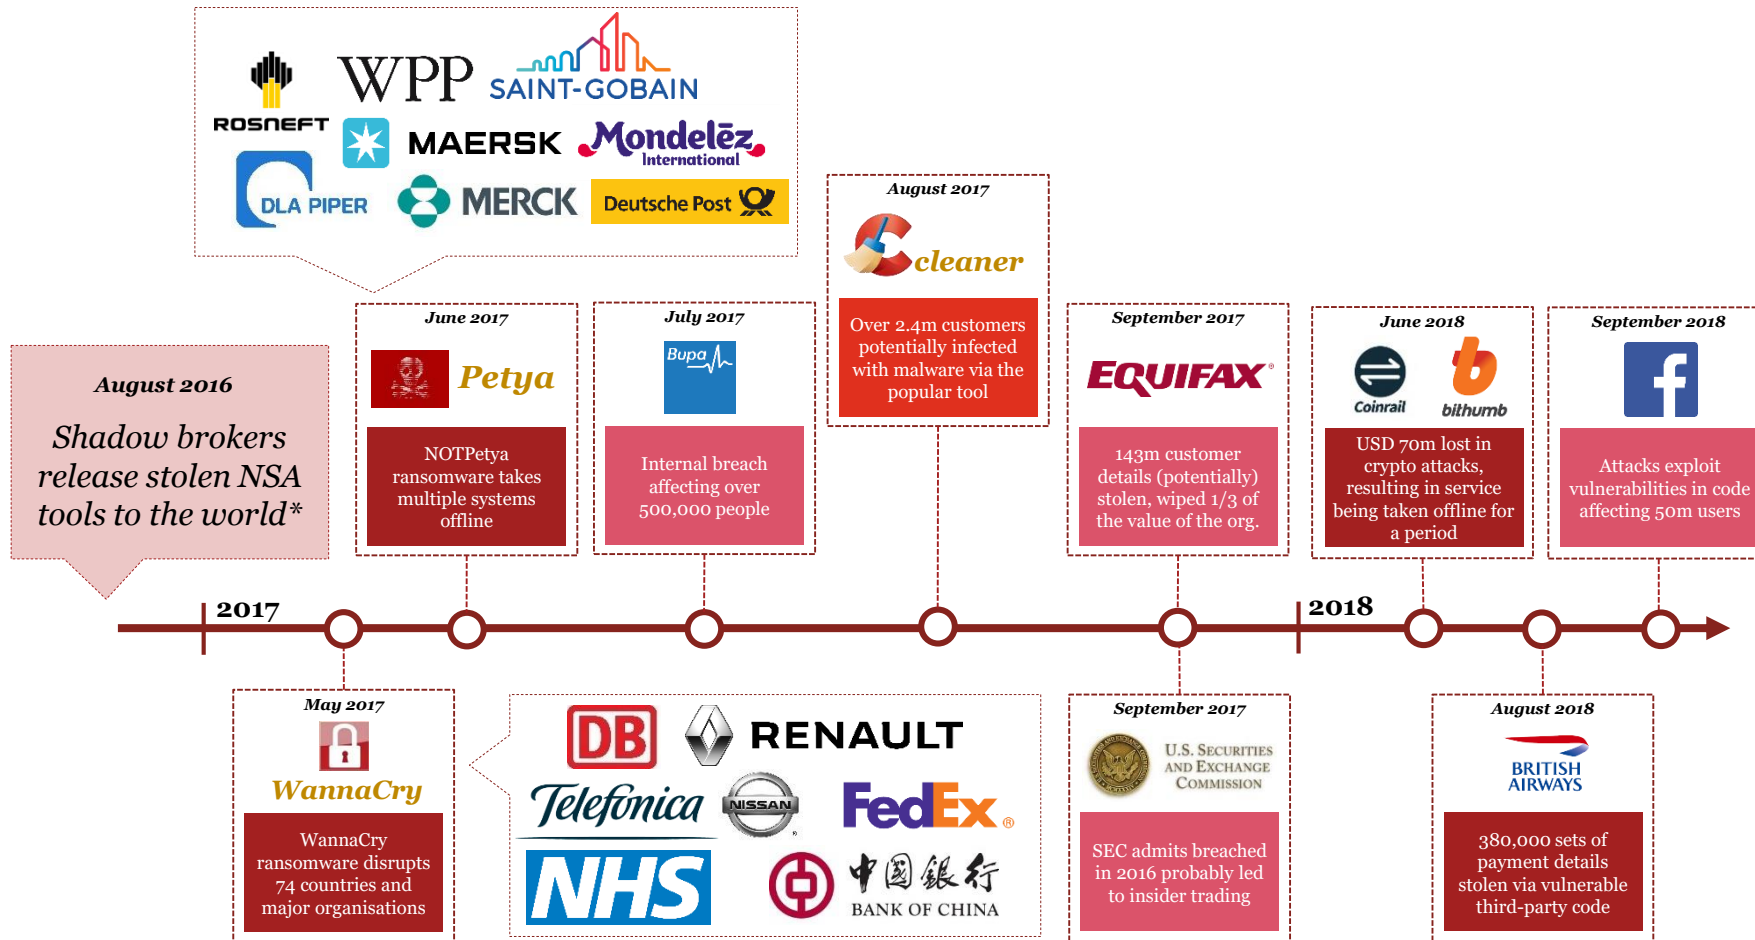 ROSNEFT
WPP
SAINT-GOBAIN
MAERSK
Mondelēz
International
DLA PIPER
MERCK
Deutsche Post
August 2016
Shadow brokers
release stolen NSA
tools to the world*
June 2017
Petya
NOTPetya
ransomware takes
multiple systems
offline
July 2017
Bupa
Internal breach
affecting over
500,000 people
August 2017
Ccleaner
Over 2.4m customers
potentially infected
with malware via the
popular tool
September 2017
EQUIFAX®
143m customer
details (potentially)
stolen, wiped 1/3 of
the value of the org.
June 2018
Coinrail
bithumb
USD 70m lost in
crypto attacks,
resulting in service
being taken offline for
a period
September 2018
f
Attacks exploit
vulnerabilities in code
affecting 50m users
2017
2018
May 2017
WannaCry
WannaCry
ransomware disrupts
74 countries and
major organisations
DB
RENAULT
Telefónica
NISSAN
FedEx®
NHS
中國銀行
BANK OF CHINA
September 2017
U.S. SECURITIES
AND EXCHANGE
COMMISSION
SEC admits breached
in 2016 probably led
to insider trading
August 2018
BRITISH
AIRWAYS
380,000 sets of
payment details
stolen via vulnerable
third-party code